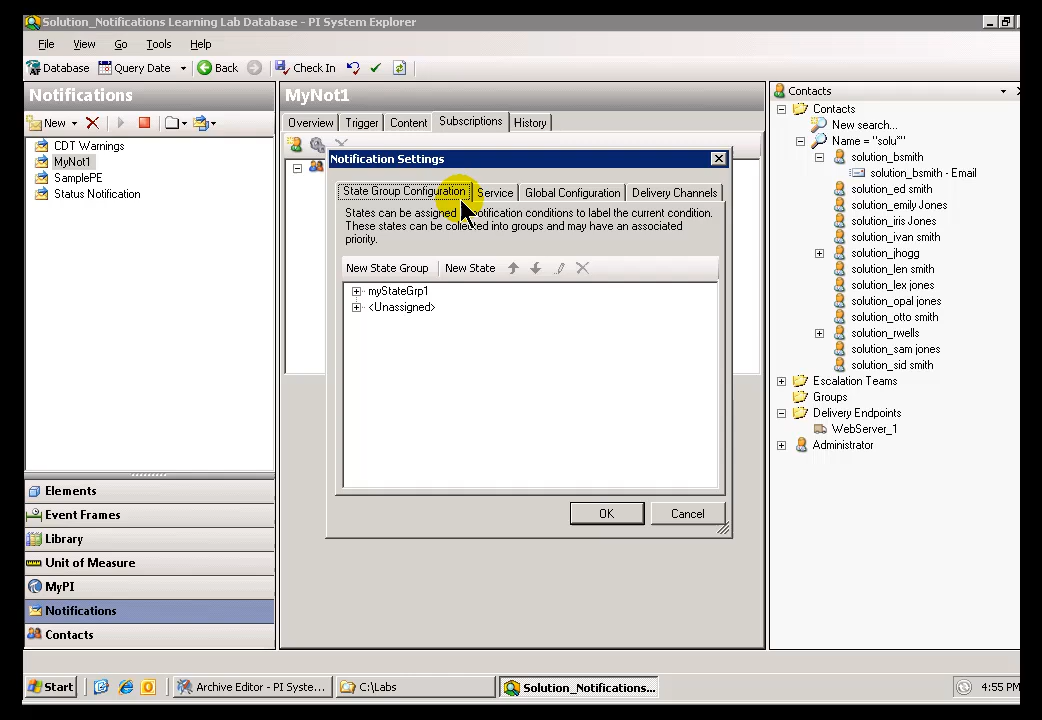 Solution_Notifications Learning Lab Database - PI System Explorer
File View Go Tools Help
Database Query Date Back Check In
Notifications
New
CDT Warnings
MyNot1
SamplePE
Status Notification
Elements
Event Frames
Library
Unit of Measure
MyPI
Notifications
Contacts
MyNot1
Overview Trigger Content Subscriptions History
Notification Settings
State Group Configuration Service Global Configuration Delivery Channels
States can be assigned notification conditions to label the current condition.
These states can be collected into groups and may have an associated
priority.
New State Group New State
myStateGrp1
<Unassigned>
OK Cancel
Contacts
Contacts
New search...
Name = "solu*"
solution_bsmith
solution_bsmith - Email
solution_ed smith
solution_emily Jones
solution_iris Jones
solution_ivan smith
solution_jhogg
solution_len smith
solution_lex jones
solution_opal jones
solution_otto smith
solution_rwells
solution_sam jones
solution_sid smith
Escalation Teams
Groups
Delivery Endpoints
WebServer_1
Administrator
Start Archive Editor - PI Syste... C:\Labs Solution_Notifications... 4:55 PM